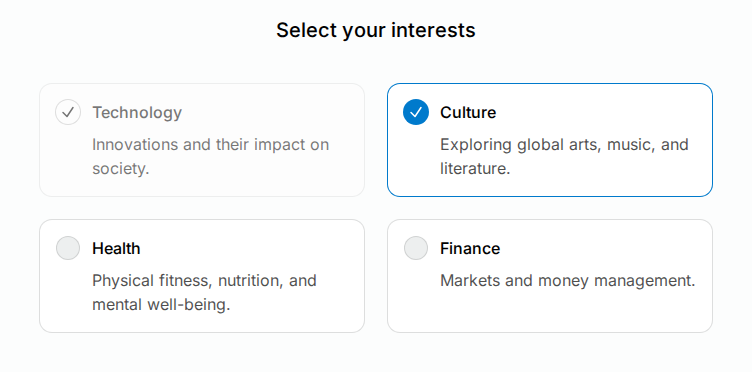 Select your interests
Technology
Innovations and their impact on
society.
Culture
Exploring global arts, music, and
literature.
Health
Physical fitness, nutrition, and
mental well-being.
Finance
Markets and money management.